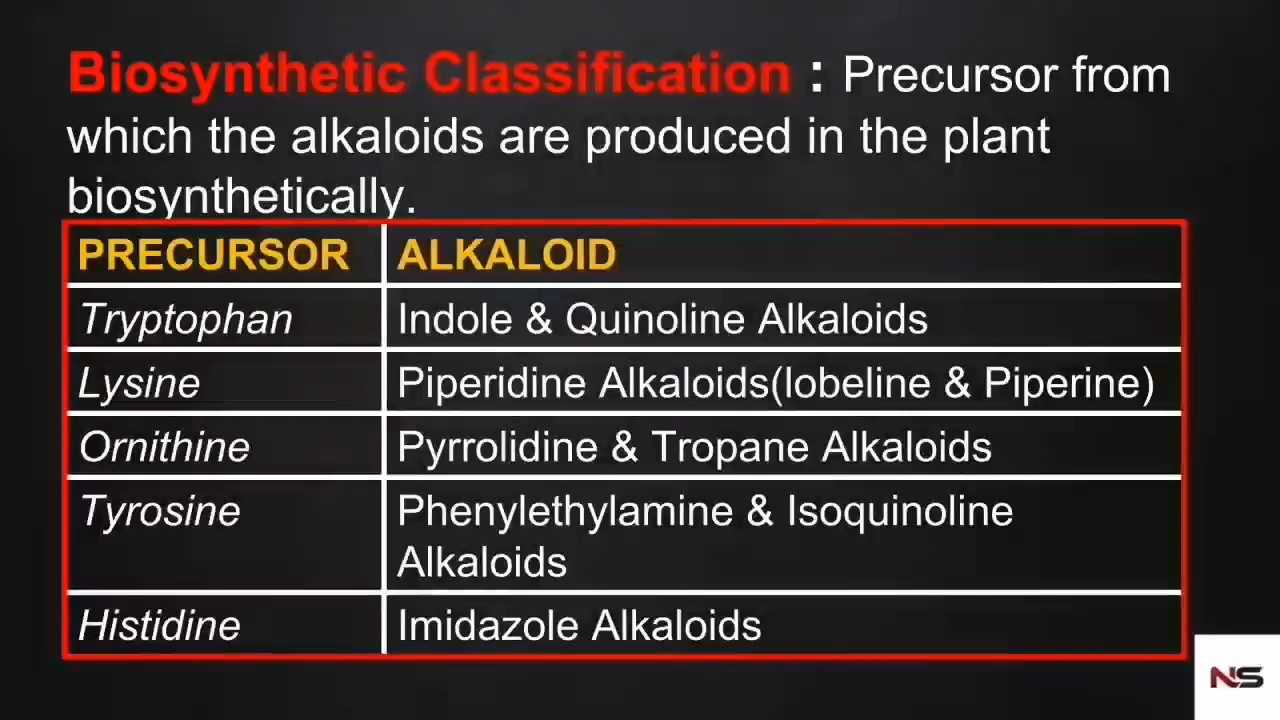 Biosynthetic Classification : Precursor from
which the alkaloids are produced in the plant
biosynthetically.
PRECURSOR ALKALOID
Tryptophan Indole & Quinoline Alkaloids
Lysine Piperidine Alkaloids(lobeline & Piperine)
Ornithine Pyrrolidine & Tropane Alkaloids
Tyrosine Phenylethylamine & Isoquinoline
Alkaloids
Histidine Imidazole Alkaloids
NS